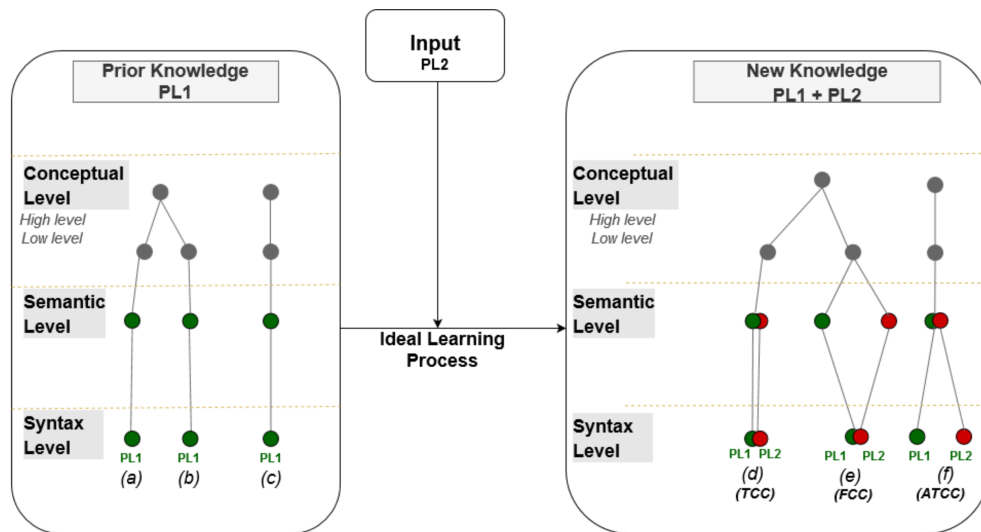 Prior Knowledge
PL1
Input
PL2
New Knowledge
PL1 + PL2
Conceptual
Level
High level
Low level
Semantic
Level
Syntax
Level
PL1
PL1
PL1
(a)
(b)
(c)
Ideal Learning
Process
Conceptual
Level
High level
Low level
Semantic
Level
Syntax
Level
PL1 PL2
PL1 PL2
PL1 PL2
(d)
(TCC)
(e)
(FCC)
(f)
(ATCC)